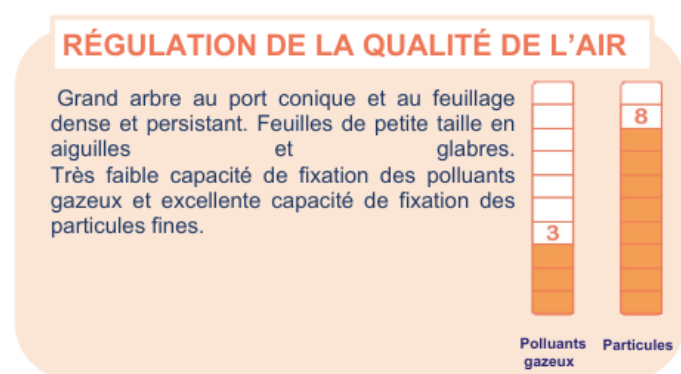 RÉGULATION DE LA QUALITÉ DE L'AIR
Grand arbre au port conique et au feuillage
dense et persistant. Feuilles de petite taille en
aiguilles et glabres.
Très faible capacité de fixation des polluants
gazeux et excellente capacité de fixation des
particules fines.
8
3
Polluants
gazeux
Particules